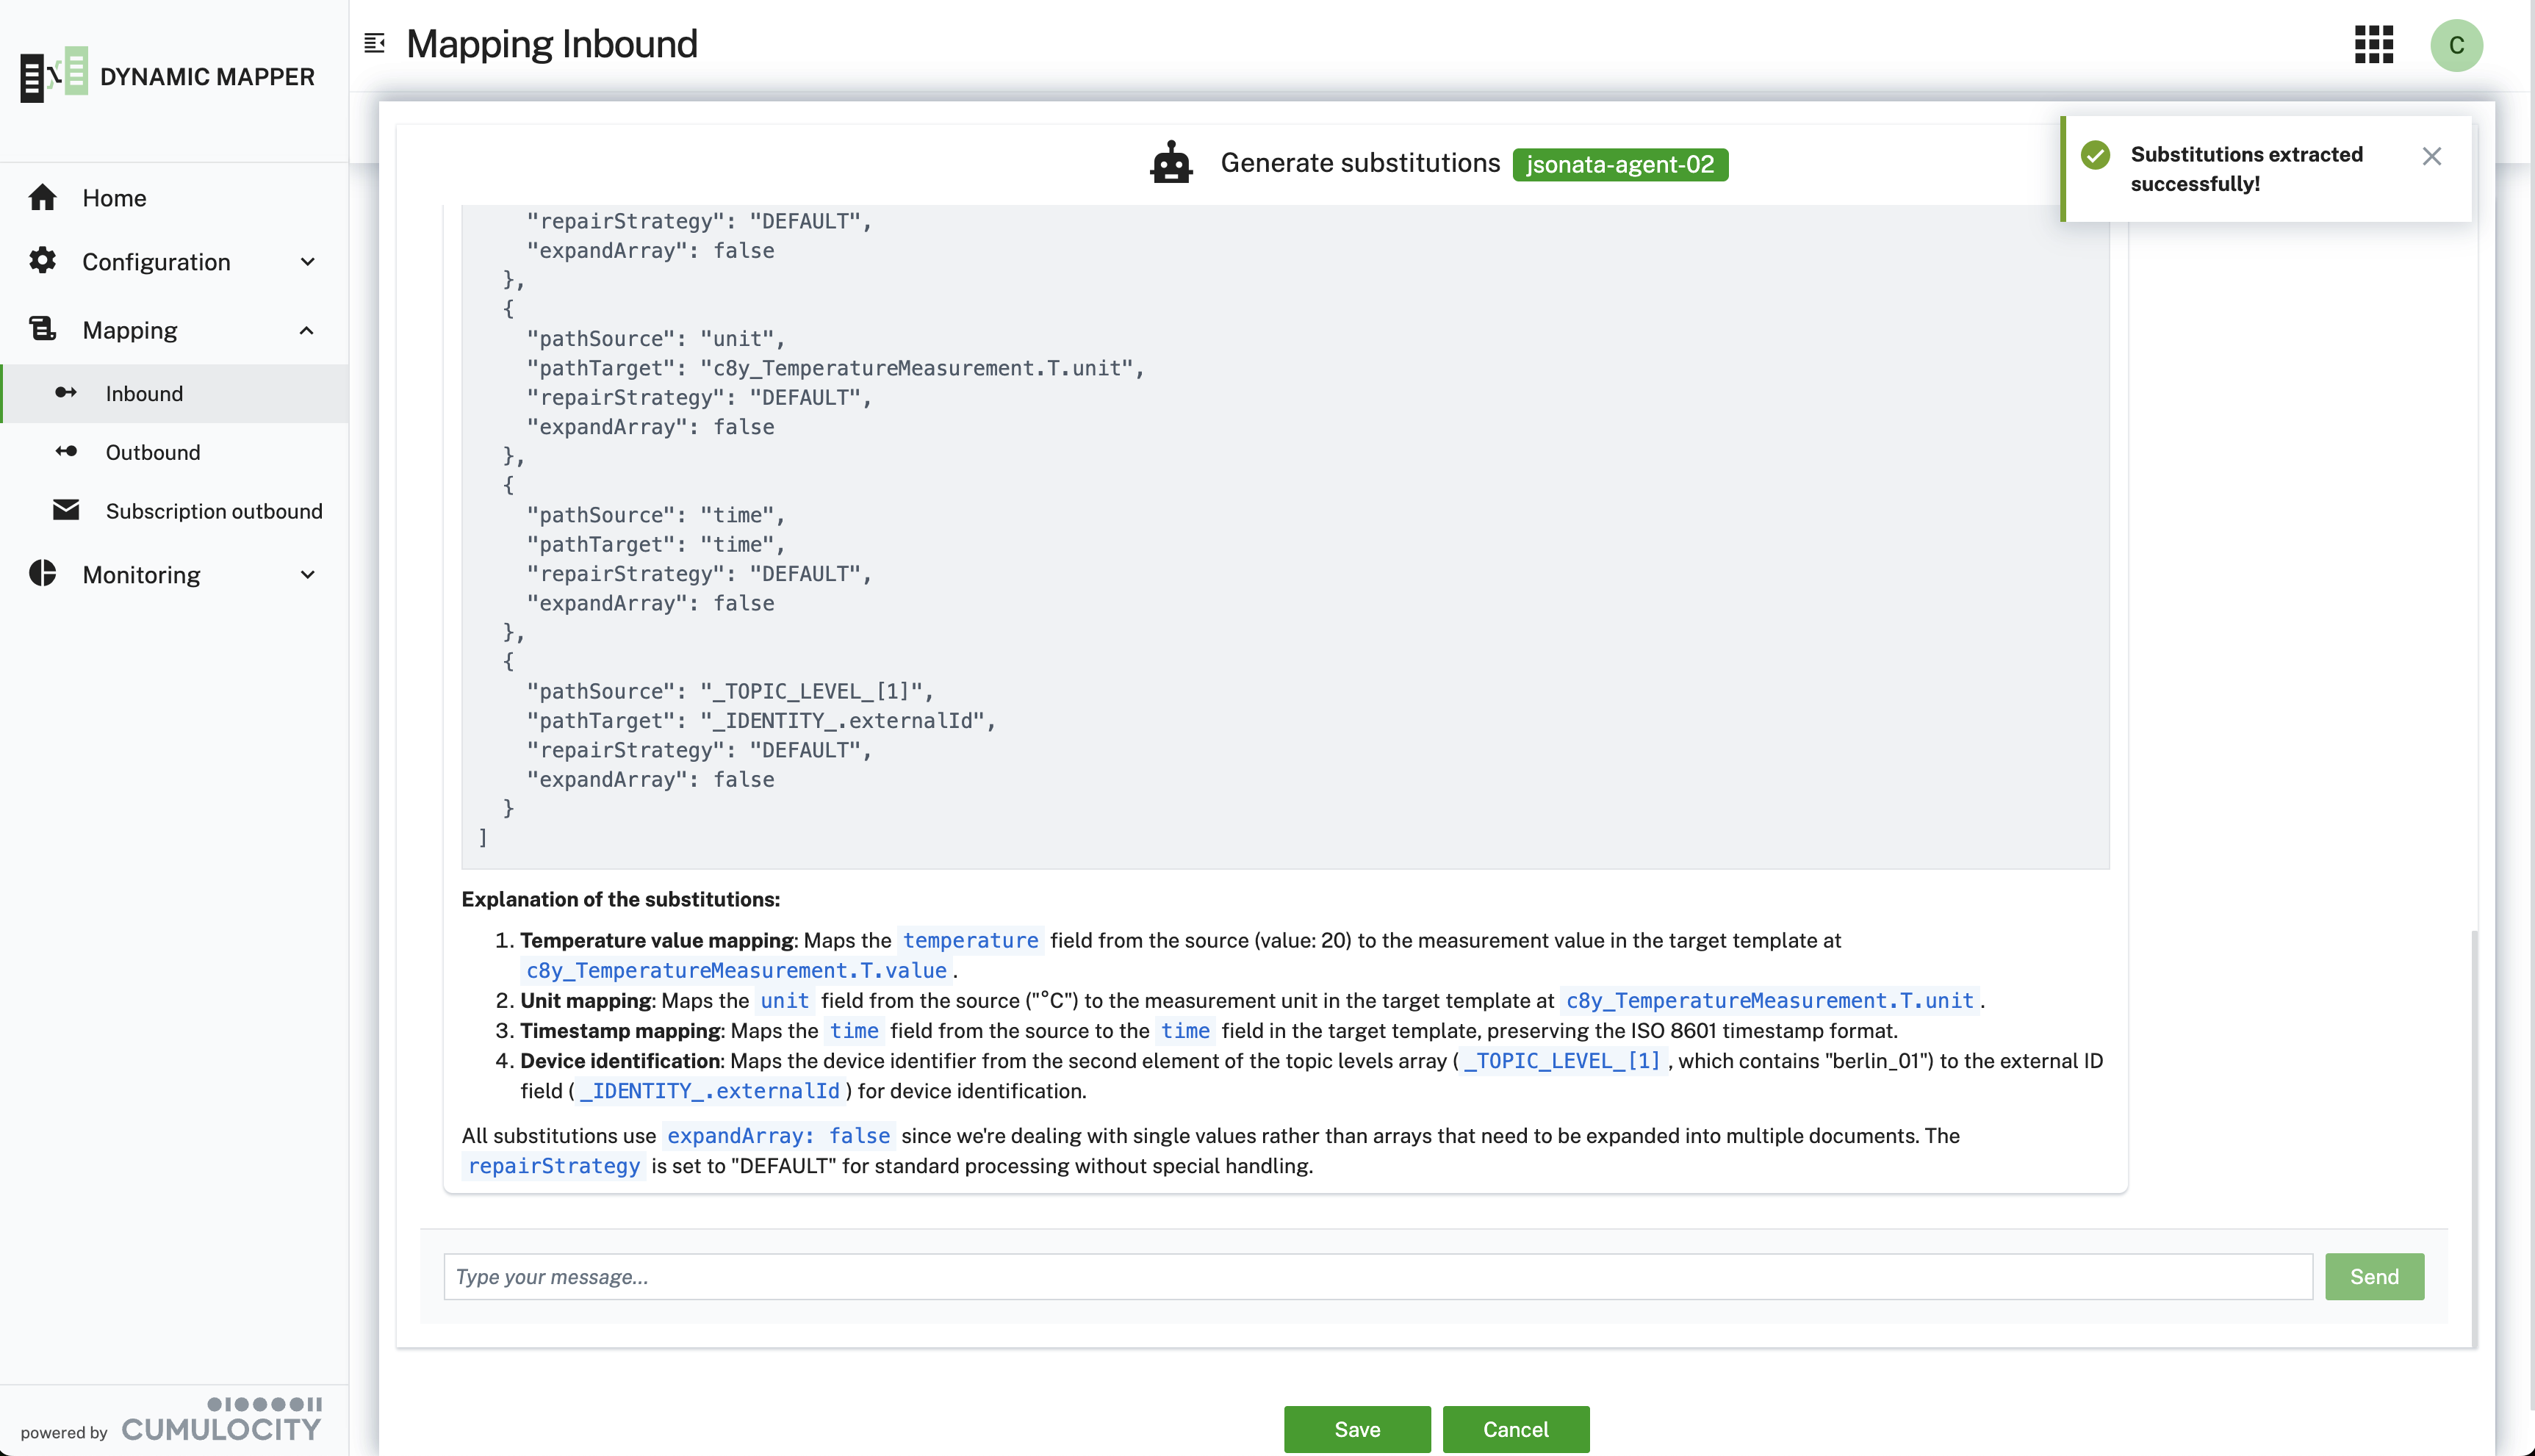 DYNAMIC MAPPER
Mapping Inbound
C
Home
Configuration
Mapping
Inbound
Outbound
Subscription outbound
Monitoring
powered by CUMULOCITY
Generate substitutions jsonata-agent-02
Substitutions extracted
successfully!
"repairStrategy": "DEFAULT",
"expandArray": false
},
{
"pathSource": "unit",
"pathTarget": "c8y_TemperatureMeasurement.T.unit",
"repairStrategy": "DEFAULT",
"expandArray": false
},
{
"pathSource": "time",
"pathTarget": "time",
"repairStrategy": "DEFAULT",
"expandArray": false
},
{
"pathSource": "_TOPIC_LEVEL_[1]",
"pathTarget": "_IDENTITY_.externalId",
"repairStrategy": "DEFAULT",
"expandArray": false
}
]
Explanation of the substitutions:
1. Temperature value mapping: Maps the temperature field from the source (value: 20) to the measurement value in the target template at
c8y_TemperatureMeasurement.T.value.
2. Unit mapping: Maps the unit field from the source ("°C") to the measurement unit in the target template at c8y_TemperatureMeasurement.T.unit.
3. Timestamp mapping: Maps the time field from the source to the time field in the target template, preserving the ISO 8601 timestamp format.
4. Device identification: Maps the device identifier from the second element of the topic levels array (_TOPIC_LEVEL_[1], which contains "berlin_01") to the external ID
field (_IDENTITY_.externalId) for device identification.
All substitutions use expandArray: false since we're dealing with single values rather than arrays that need to be expanded into multiple documents. The
repairStrategy is set to "DEFAULT" for standard processing without special handling.
Type your message...
Send
Save
Cancel